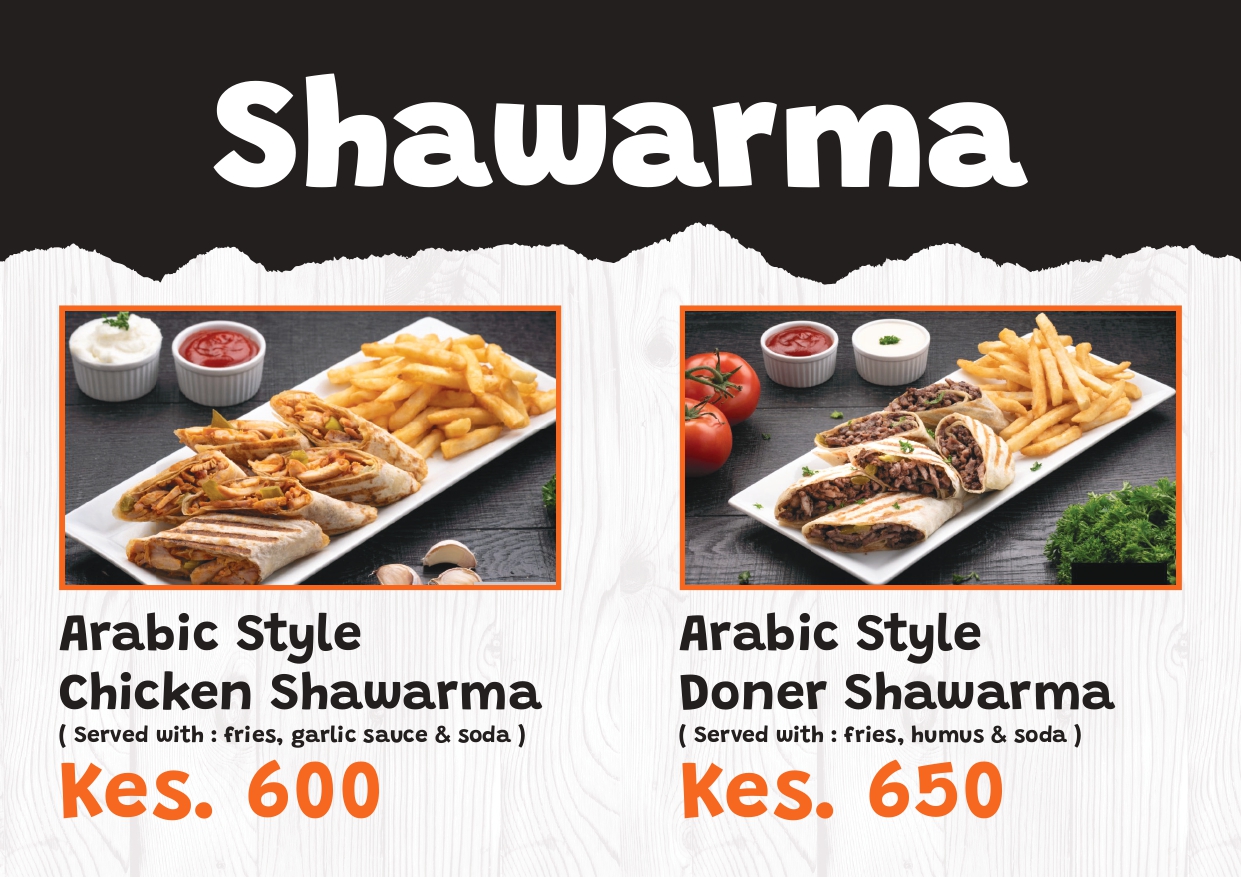 Shawarma
Arabic Style
Chicken Shawarma
( Served with : fries, garlic sauce & soda )
Kes. 600
Arabic Style
Doner Shawarma
( Served with : fries, humus & soda )
Kes. 650